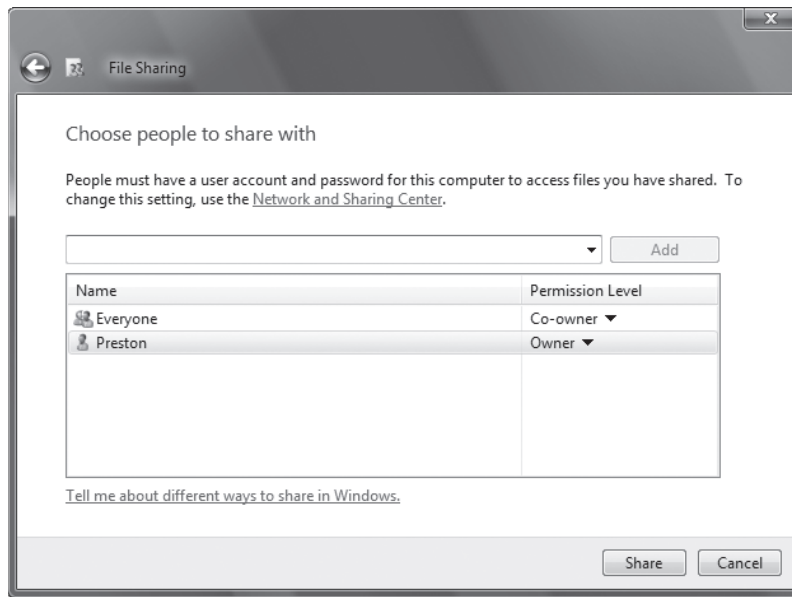 File Sharing
Choose people to share with
People must have a user account and password for this computer to access files you have shared. To
change this setting, use the Network and Sharing Center.
Add
Name Permission Level
Everyone Co-owner
Preston Owner
Tell me about different ways to share in Windows.
Share Cancel